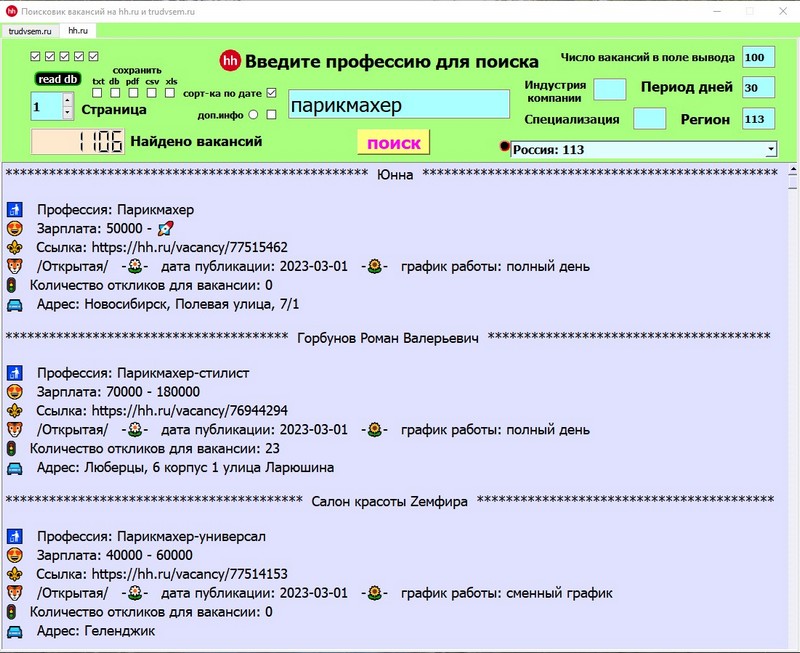 Поисковик вакансий на hh.ru и trudvsem.ru
trudvsem.ru hh.ru
hh Введите профессию для поиска
Число вакансий в поле вывода 100
read db
сохранить
txt db pdf csv xls
сорт-ка по дате
парикмахер
Индустрия компании
Период дней 30
1 Страница
доп.инфо
Специализация
Регион 113
1106 Найдено вакансий
поиск
Россия: 113
**************************************************** Юнна ***************************************************
Профессия: Парикмахер
Зарплата: 50000 - 🚀
Ссылка: https://hh.ru/vacancy/77515462
/Открытая/ -🌼- дата публикации: 2023-03-01 -🌻- график работы: полный день
Количество откликов для вакансии: 0
Адрес: Новосибирск, Полевая улица, 7/1
**************************************** Горбунов Роман Валерьевич ****************************************
Профессия: Парикмахер-стилист
Зарплата: 70000 - 180000
Ссылка: https://hh.ru/vacancy/76944294
/Открытая/ -🌼- дата публикации: 2023-03-01 -🌻- график работы: полный день
Количество откликов для вакансии: 23
Адрес: Люберцы, 6 корпус 1 улица Ларюшина
****************************************** Салон красоты Zемфира ******************************************
Профессия: Парикмахер-универсал
Зарплата: 40000 - 60000
Ссылка: https://hh.ru/vacancy/77514153
/Открытая/ -🌼- дата публикации: 2023-03-01 -🌻- график работы: сменный график
Количество откликов для вакансии: 0
Адрес: Геленджик